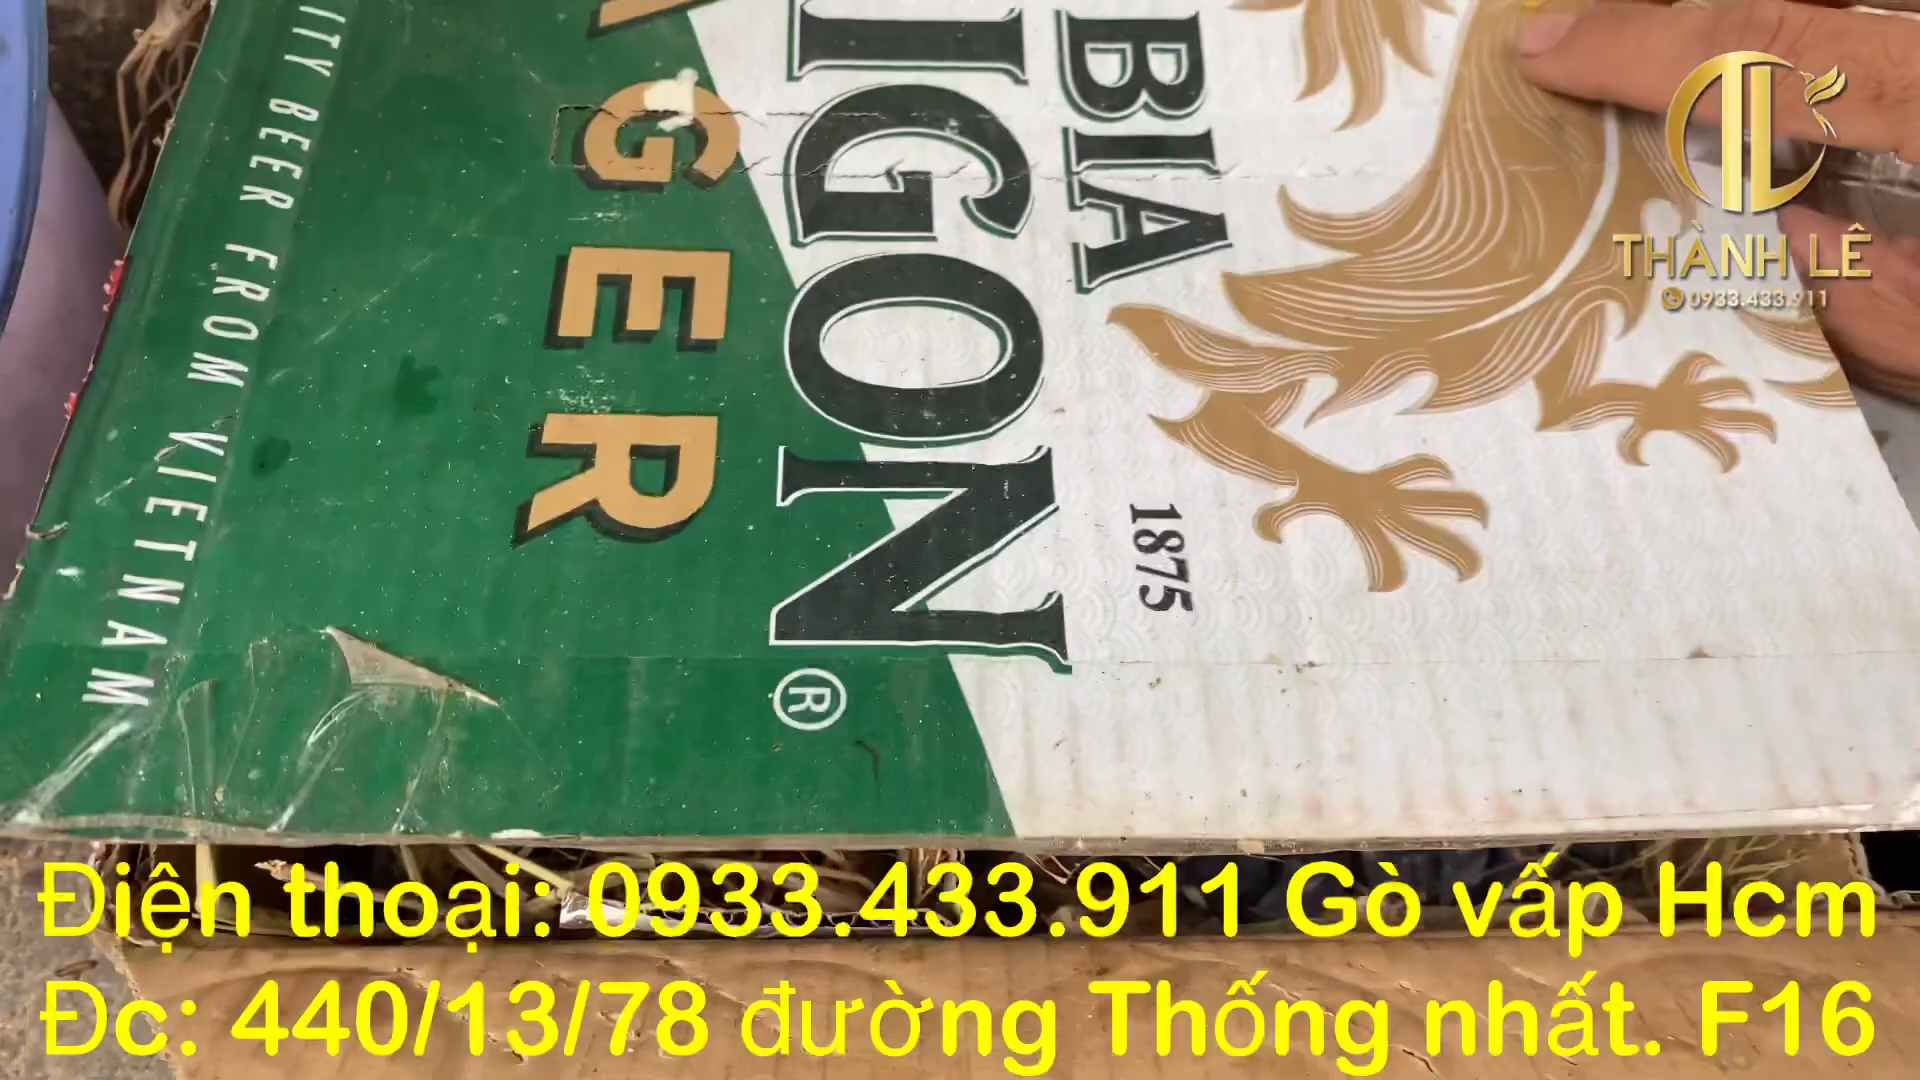 BIA
IGON
®
1875
GER
ITY BEER FROM VIETNAM
TL
THÀNH LÊ
0933.433.911
Điện thoại: 0933.433.911 Gò vấp Hcm
Đc: 440/13/78 đường Thống nhất. F16